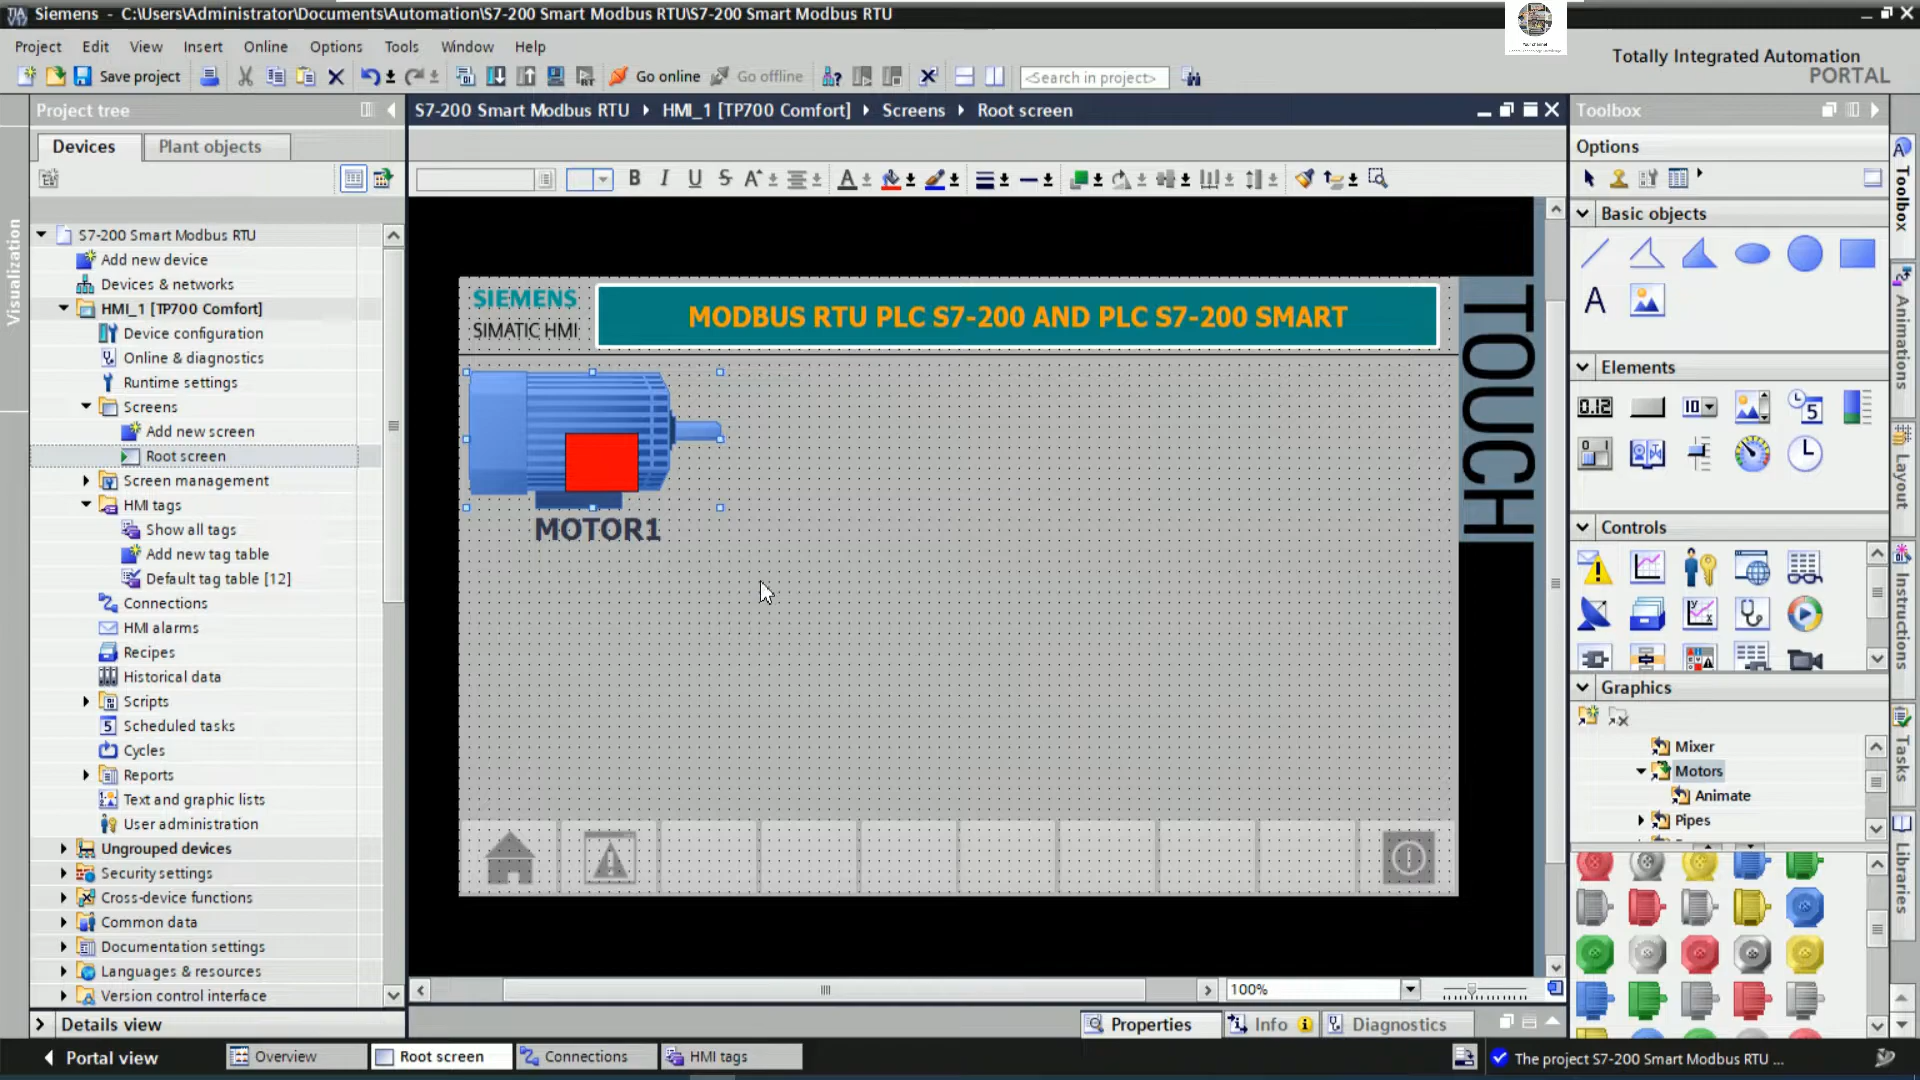 Siemens - C:\Users\Administrator\Documents\Automation\S7-200 Smart Modbus RTU\S7-200 Smart Modbus RTU
Project Edit View Insert Online Options Tools Window Help
Totally Integrated Automation
PORTAL
Save project
Go online
Go offline
<Search in project>
Project tree
S7-200 Smart Modbus RTU HMI_1 [TP700 Comfort] Screens Root screen
Toolbox
Devices
Plant objects
Options
B I U S A
Visualization
S7-200 Smart Modbus RTU
Add new device
Devices & networks
HMI_1 [TP700 Comfort]
Device configuration
Online & diagnostics
Runtime settings
Screens
Add new screen
Root screen
Screen management
HMI tags
Show all tags
Add new tag table
Default tag table [12]
Connections
HMI alarms
Recipes
Historical data
Scripts
Scheduled tasks
Cycles
Reports
Text and graphic lists
User administration
Ungrouped devices
Security settings
Cross-device functions
Common data
Documentation settings
Languages & resources
Version control interface
Details view
SIEMENS
SIMATIC HMI
MODBUS RTU PLC S7-200 AND PLC S7-200 SMART
TOUCH
MOTOR1
100%
Properties
Info
Diagnostics
Basic objects
A
Elements
0.12
10
5
Controls
Graphics
Mixer
Motors
Animate
Pipes
Toolbox
Animations
Layout
Instructions
Tasks
Libraries
Portal view
Overview
Root screen
Connections
HMI tags
The project S7-200 Smart Modbus RTU ...